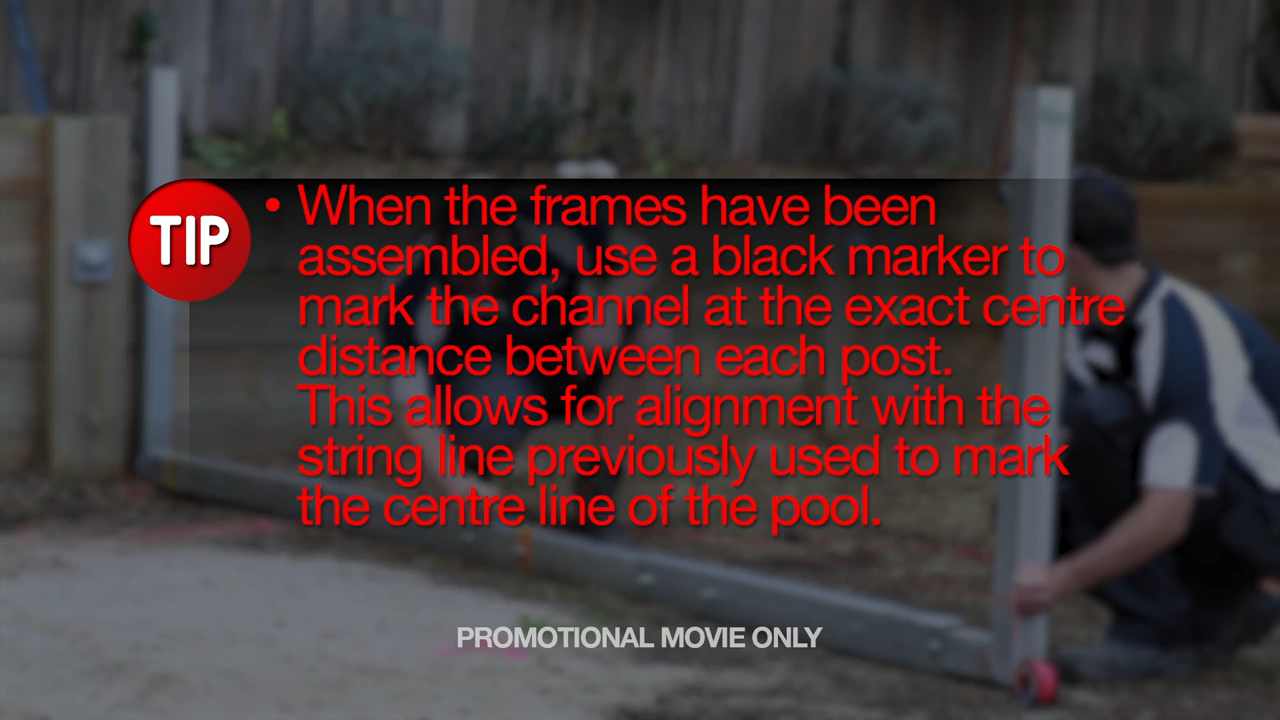 TIP
• When the frames have been
assembled, use a black marker to
mark the channel at the exact centre
distance between each post.
This allows for alignment with the
string line previously used to mark
the centre line of the pool.
PROMOTIONAL MOVIE ONLY